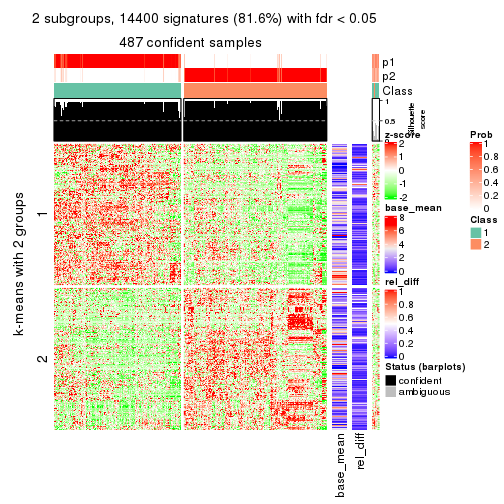 2 subgroups, 14400 signatures (81.6%) with fdr < 0.05
487 confident samples
p1
p2
Class
1
0.5
Silhouette
score
k-means with 2 groups
1
2
base_mean
rel_diff
z-score
2
1
0
-1
-2
base_mean
8
6
4
2
0
rel_diff
1
0.8
0.6
0.4
0.2
0
Status (barplots)
confident
ambiguous
Prob
1
0.8
0.6
0.4
0.2
0
Class
1
2